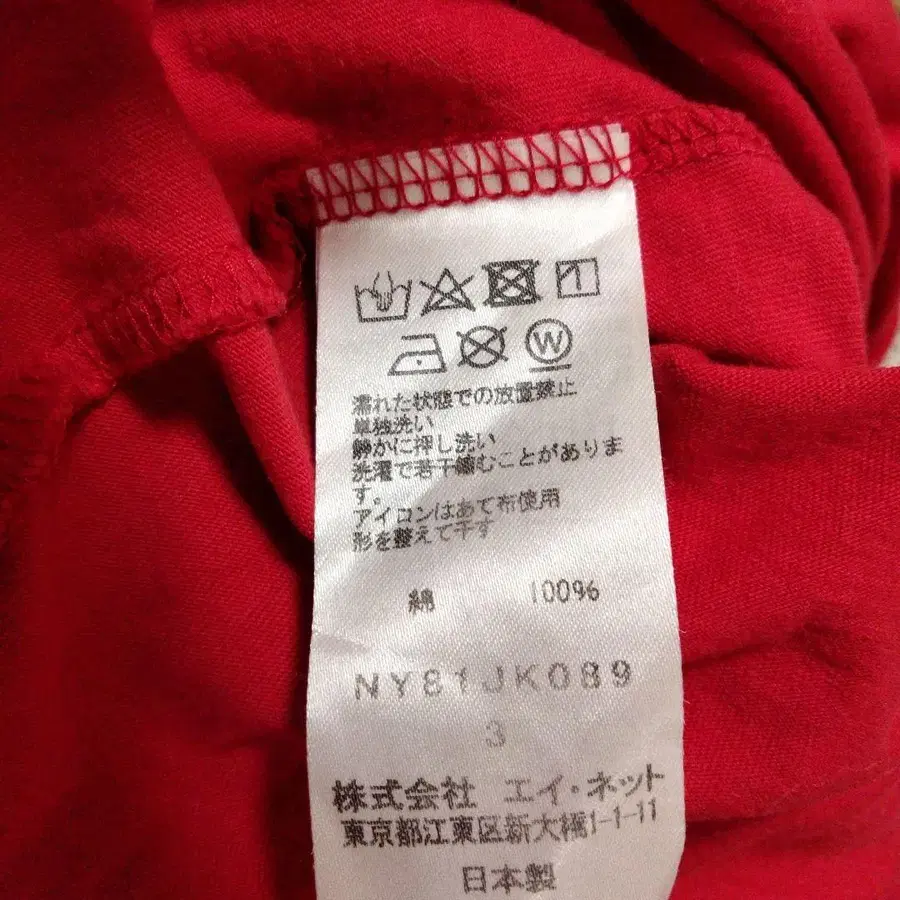 W
濡れた状態での放置禁止
単独洗い
静かに押し洗い
洗濯で若干縮むことがありま
す。
アイロンはあて布使用
形を整えて干す
綿 100%
NY81JK089
3
株式会社 エイ・ネット
東京都江東区新大橋1-1-11
日本製